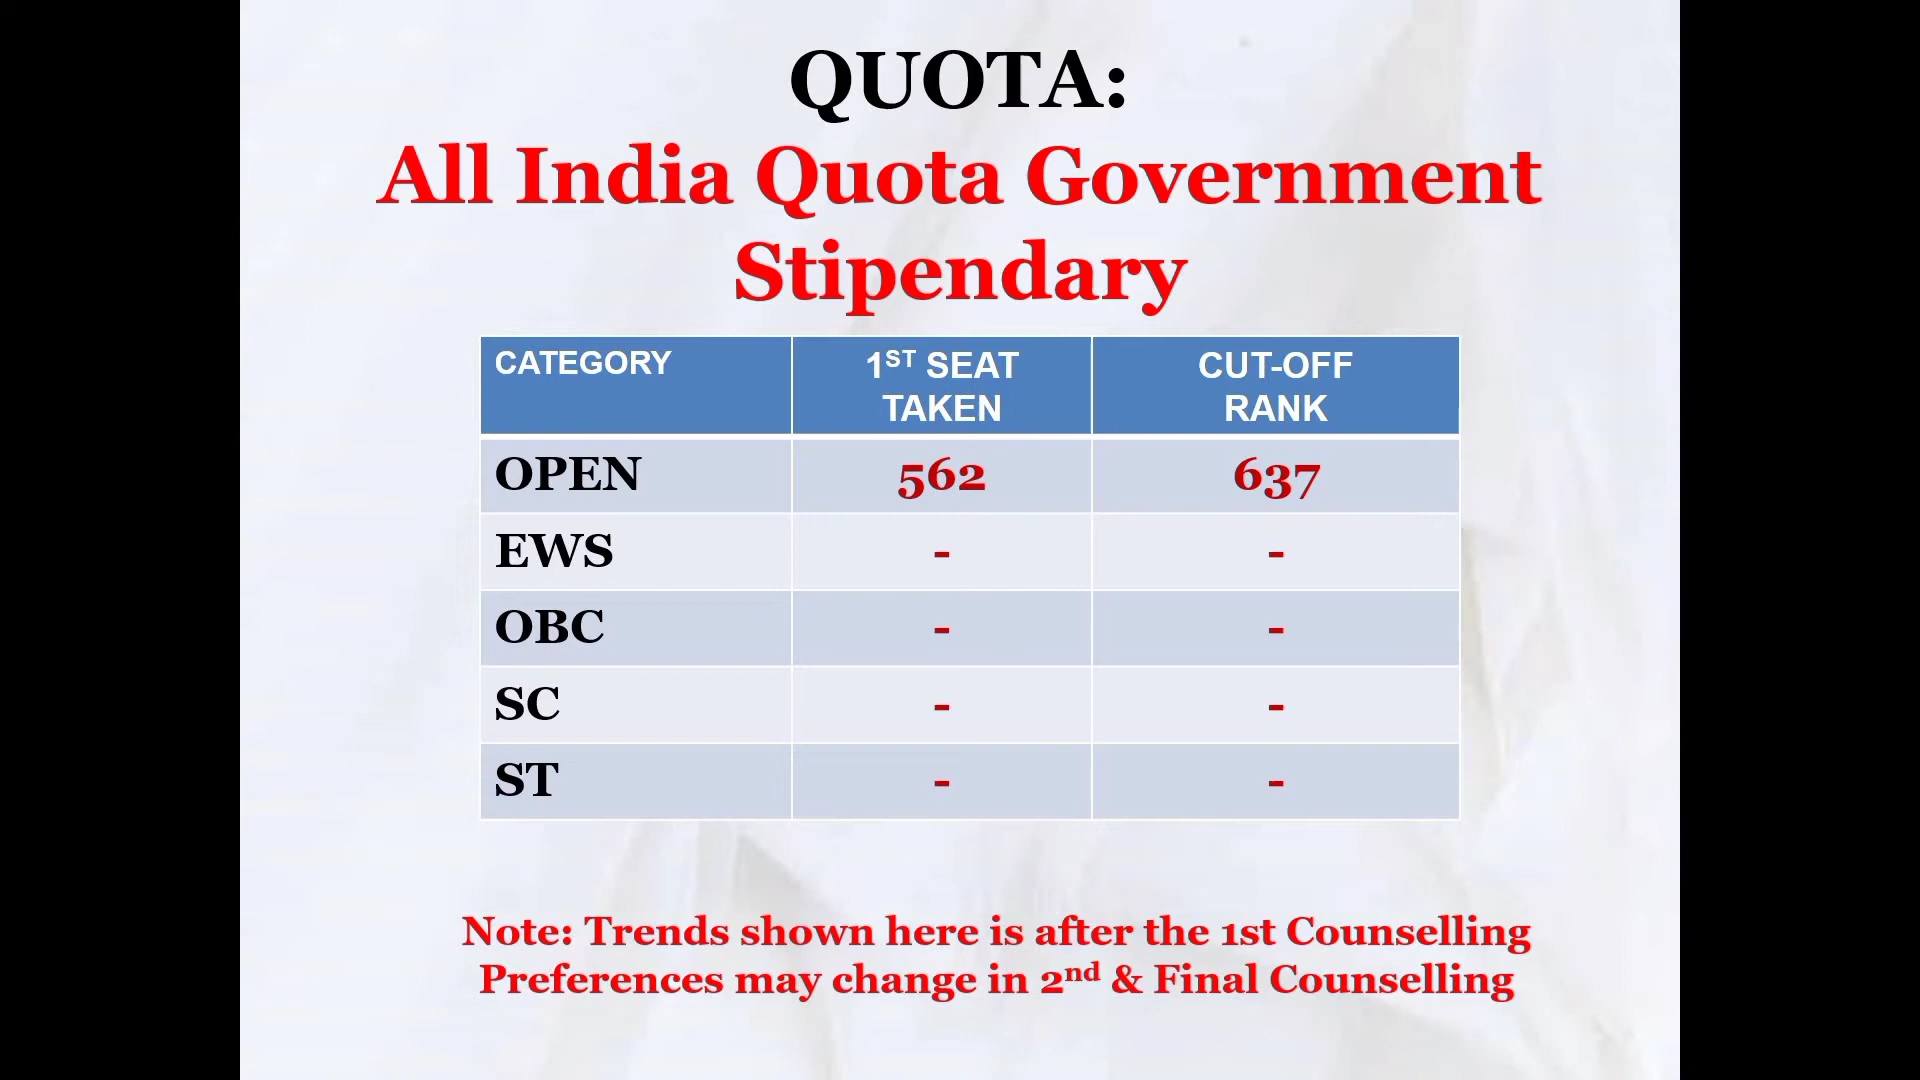 QUOTA:
All India Quota Government
Stipendary
CATEGORY 1ST SEAT TAKEN CUT-OFF RANK
OPEN 562 637
EWS - -
OBC - -
SC - -
ST - -
Note: Trends shown here is after the 1st Counselling
Preferences may change in 2nd & Final Counselling